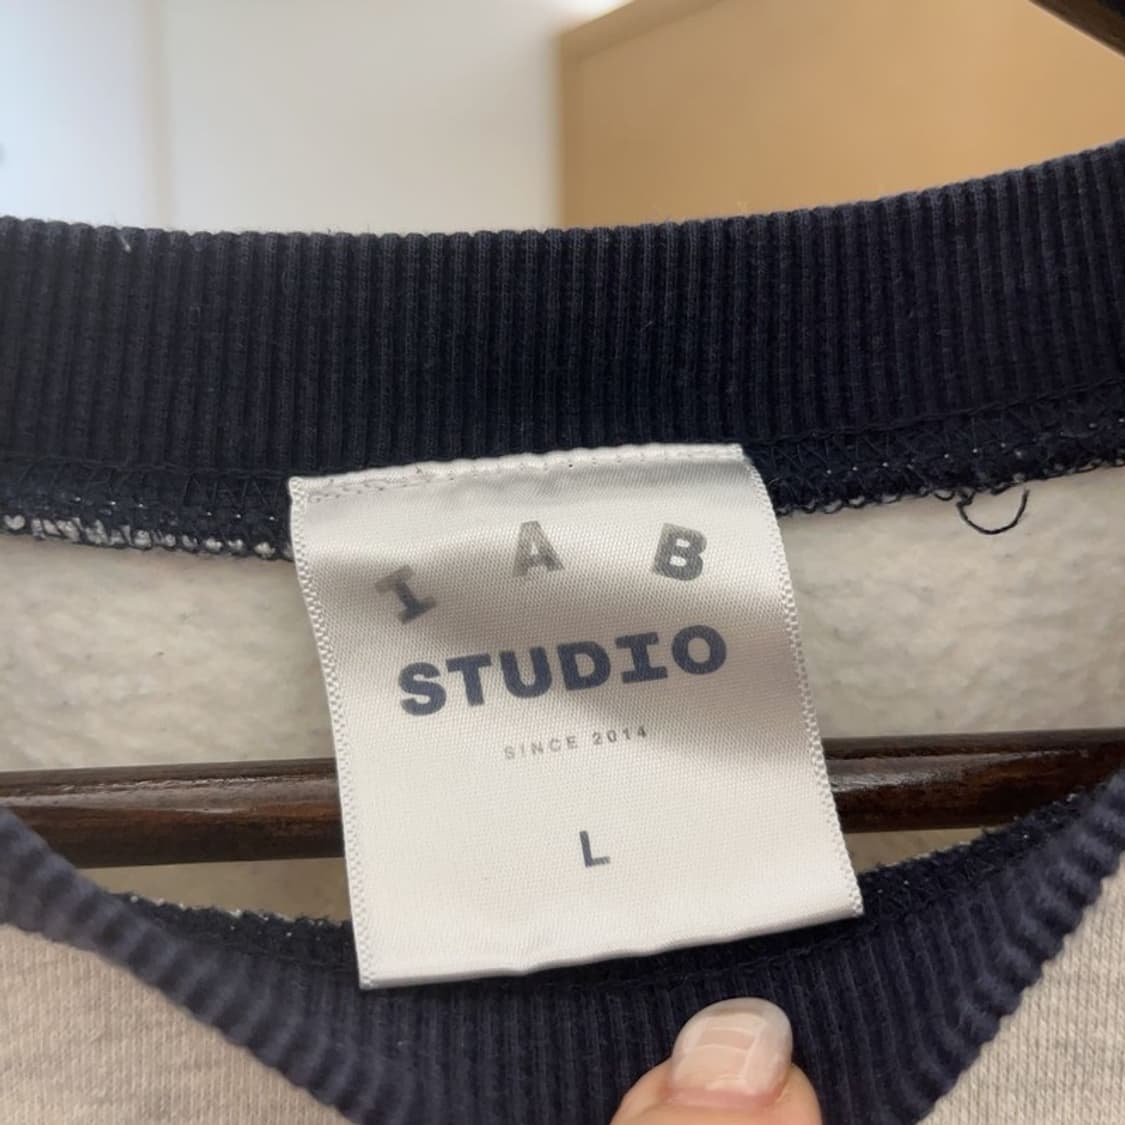 I A B
STUDIO
SINCE 2014
L